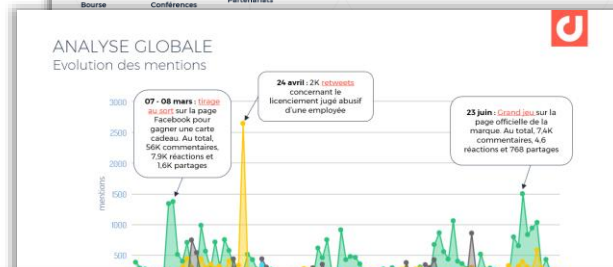 Bourse
Conférences
Partenariats
ANALYSE GLOBALE
Evolution des mentions
07 - 08 mars : tirage
au sort sur la page
Facebook pour
gagner une carte
cadeau. Au total,
56K commentaires,
7,9K réactions et
1,6K partages
24 avril : 2K retweets
concernant le
licenciement jugé abusif
d'une employée
23 juin : Grand jeu sur la
page officielle de la
marque. Au total, 7,4K
commentaires, 4,6
réactions et 768 partages
mentions
3000
2500
2000
1500
1000
500